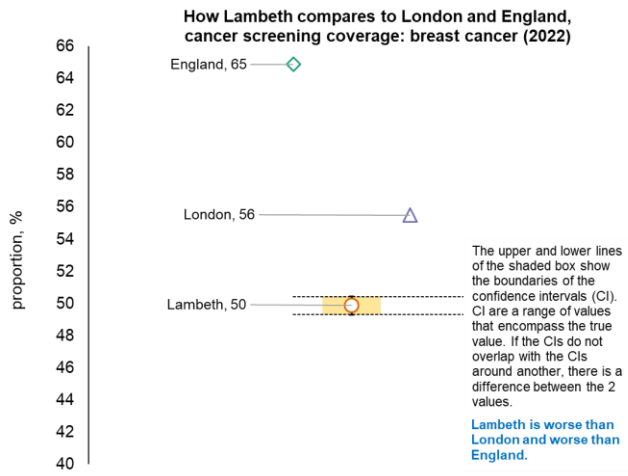 How Lambeth compares to London and England,
cancer screening coverage: breast cancer (2022)
proportion, %
66
64
62
60
58
56
54
52
50
48
46
44
42
40
England, 65
London, 56
Lambeth, 50
The upper and lower lines
of the shaded box show
the boundaries of the
confidence intervals (CI).
CI are a range of values
that encompass the true
value. If the CIs do not
overlap with the CIs
around another, there is a
difference between the 2
values.
Lambeth is worse than
London and worse than
England.